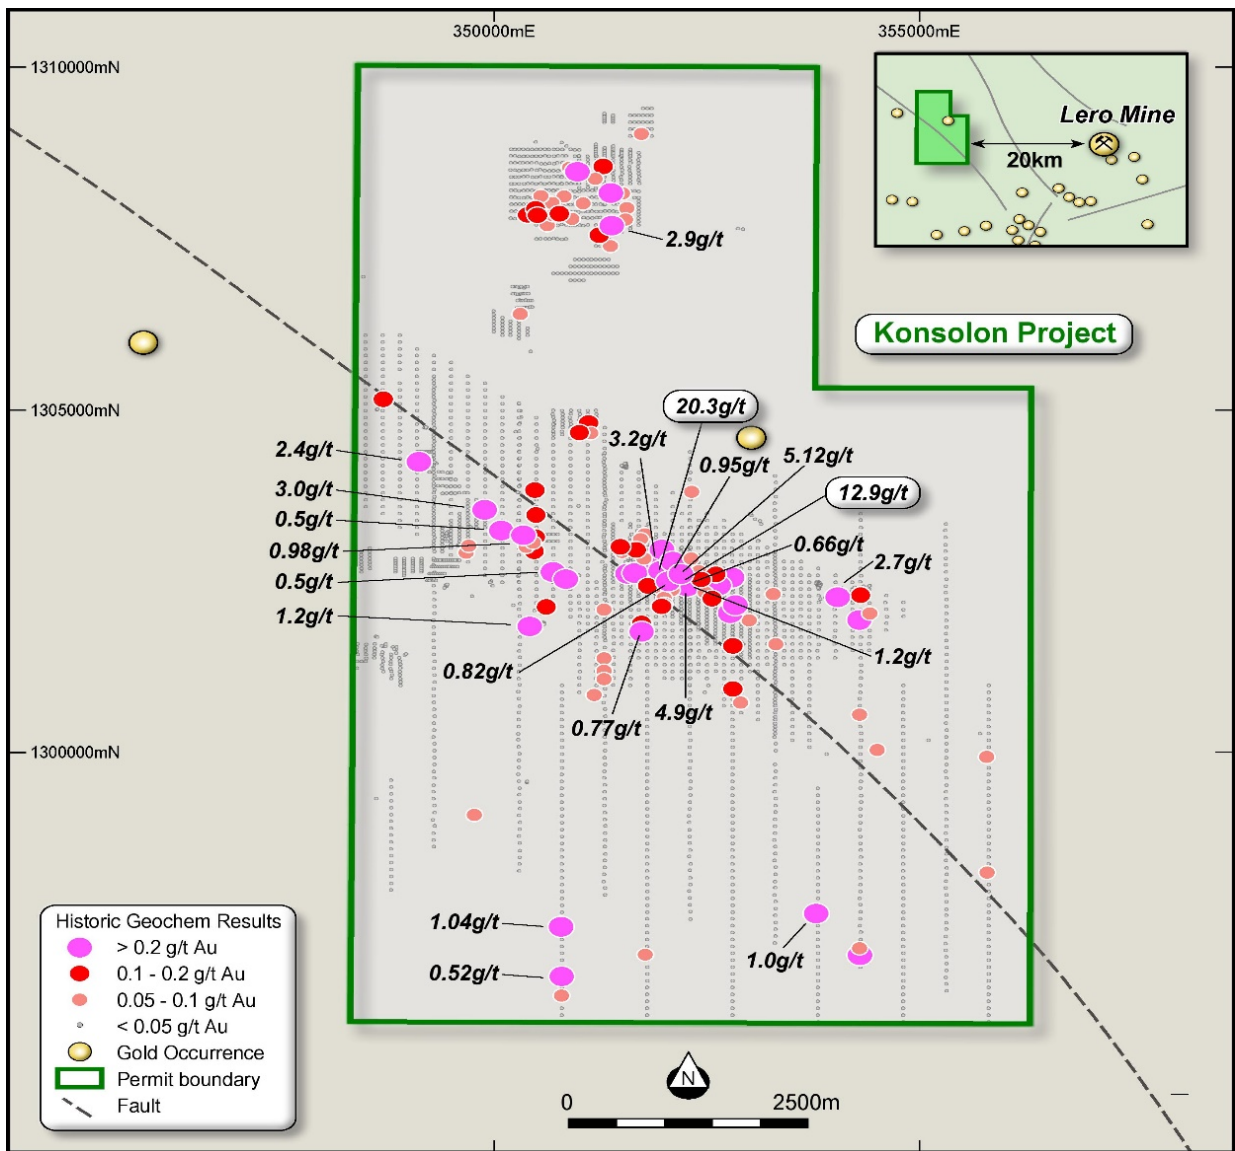 350000mE
355000mE
1310000mN
Lero Mine
20km
2.9g/t
Konsolon Project
1305000mN
20.3g/t
3.2g/t
0.95g/t
5.12g/t
2.4g/t
3.0g/t
12.9g/t
0.5g/t
0.66g/t
0.98g/t
2.7g/t
0.5g/t
1.2g/t
1.2g/t
0.82g/t
4.9g/t
0.77g/t
1300000mN
1.04g/t
1.0g/t
0.52g/t
Historic Geochem Results
> 0.2 g/t Au
0.1 - 0.2 g/t Au
0.05 - 0.1 g/t Au
< 0.05 g/t Au
Gold Occurrence
Permit boundary
Fault
N
0 2500m